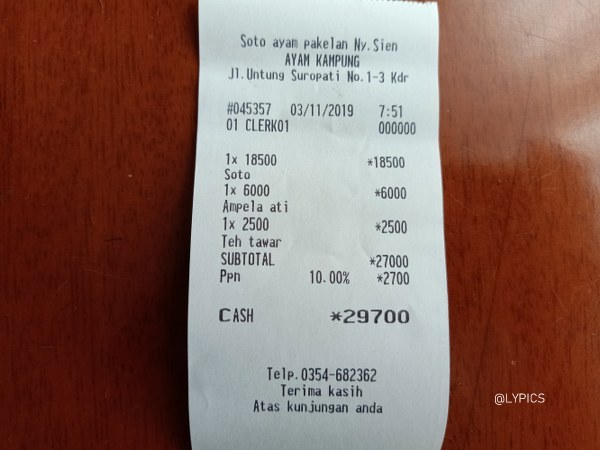 Soto ayam pakelan Ny.Sien
AYAM KAMPUNG
Jl.Untung Suropati No.1-3 Kdr
#045357 03/11/2019 7:51
01 CLERK01 000000
1x 18500 *18500
Soto
1x 6000 *6000
Ampela ati
1x 2500 *2500
Teh tawar
SUBTOTAL *27000
Ppn 10.00% *2700
CASH *29700
Telp.0354-682362
Terima kasih
Atas kunjungan anda
@LYPICS